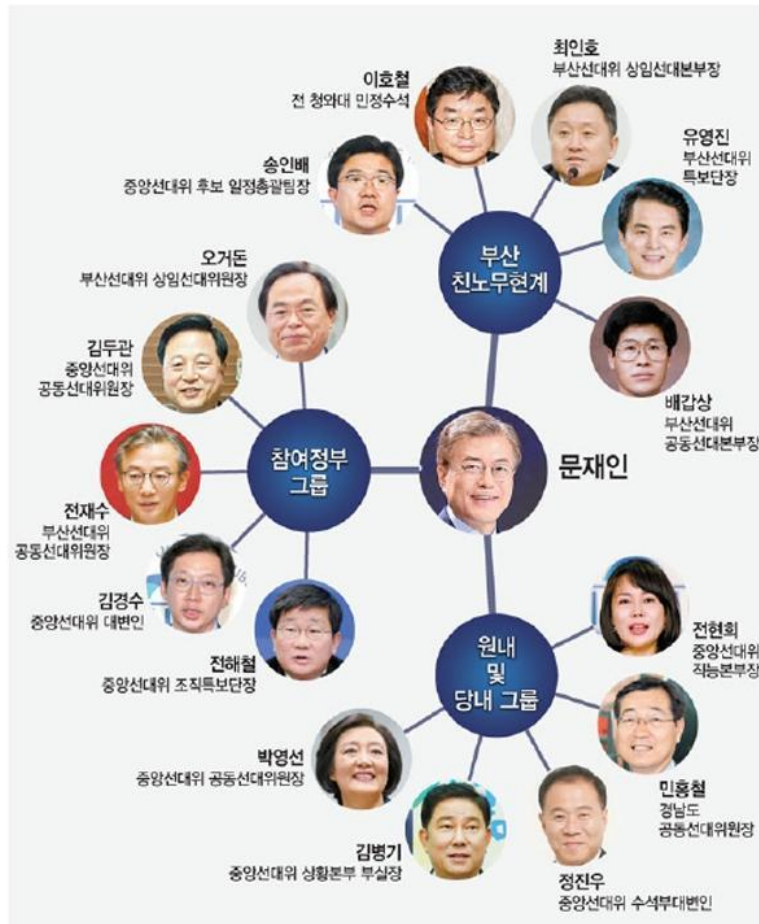 최인호
부산선대위 상임선대본부장
이호철
전 청와대 민정수석
유영진
부산선대위
특보단장
송인배
중앙선대위 후보 일정총괄팀장
부산
친노무현계
오거돈
부산선대위 상임선대위원장
김두관
중앙선대위
공동선대위원장
배갑상
부산선대위
공동선대본부장
참여정부
그룹
문재인
전재수
부산선대위
공동선대위원장
김경수
중앙선대위 대변인
전해철
중앙선대위 조직특보단장
원내
및
당내 그룹
전현희
중앙선대위
직능본부장
박영선
중앙선대위 공동선대위원장
민홍철
경남도
공동선대위원장
김병기
중앙선대위 상황본부 부실장
정진우
중앙선대위 수석부대변인